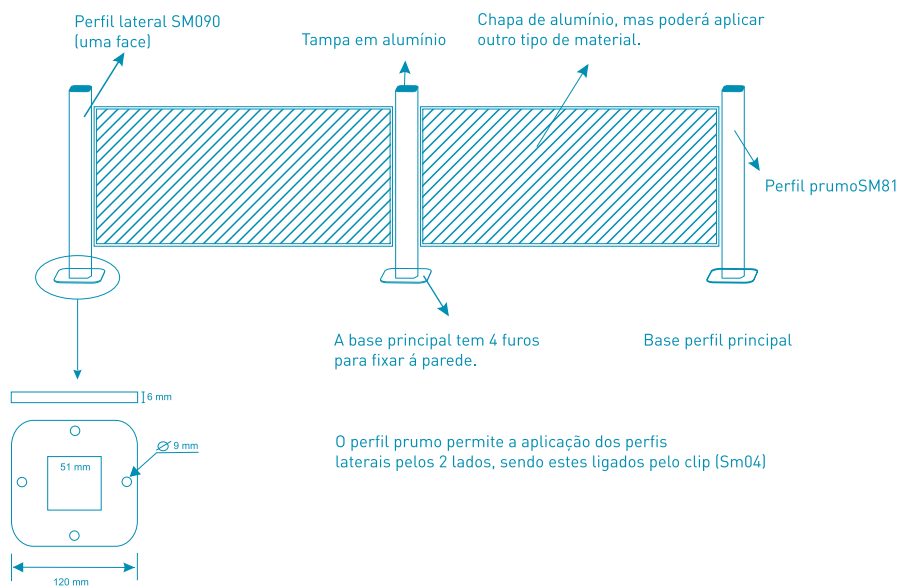 Perfil lateral SM090
(uma face)
Tampa em alumínio
Chapa de alumínio, mas poderá aplicar
outro tipo de material.
Perfil prumoSM81
A base principal tem 4 furos
para fixar á parede.
Base perfil principal
6 mm
9 mm
51 mm
120 mm
O perfil prumo permite a aplicação dos perfis
laterais pelos 2 lados, sendo estes ligados pelo clip (Sm04)